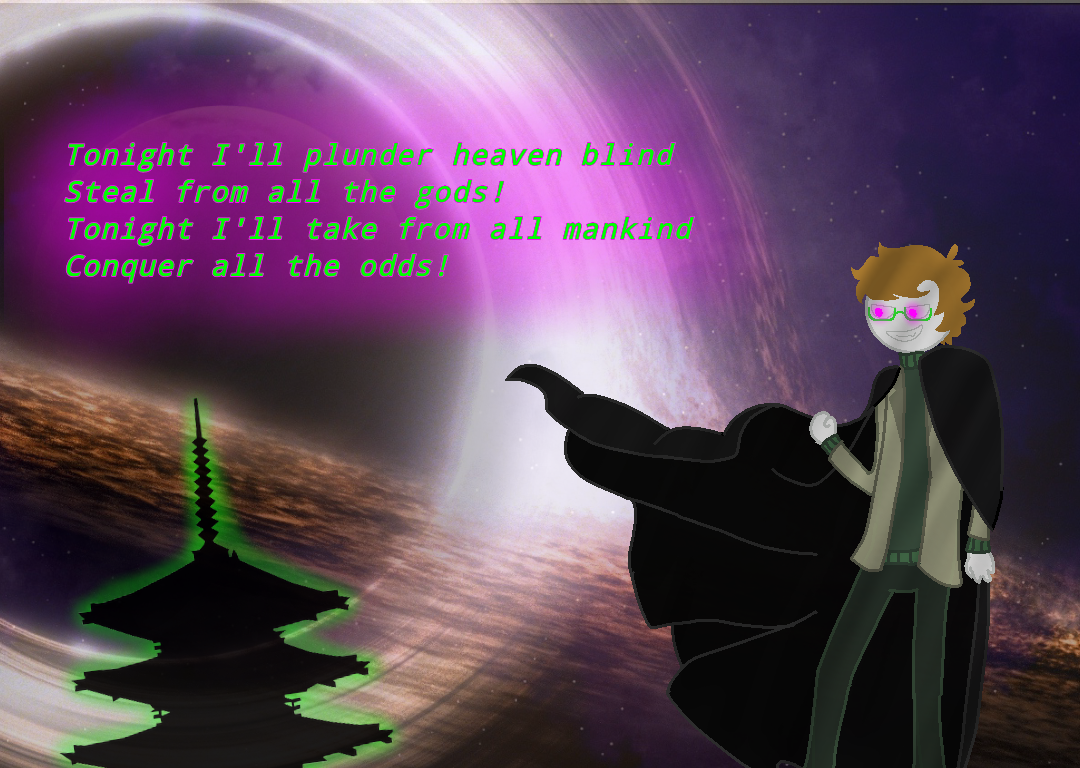 Tonight I'll plunder heaven blind
Steal from all the gods!
Tonight I'll take from all mankind
Conquer all the odds!